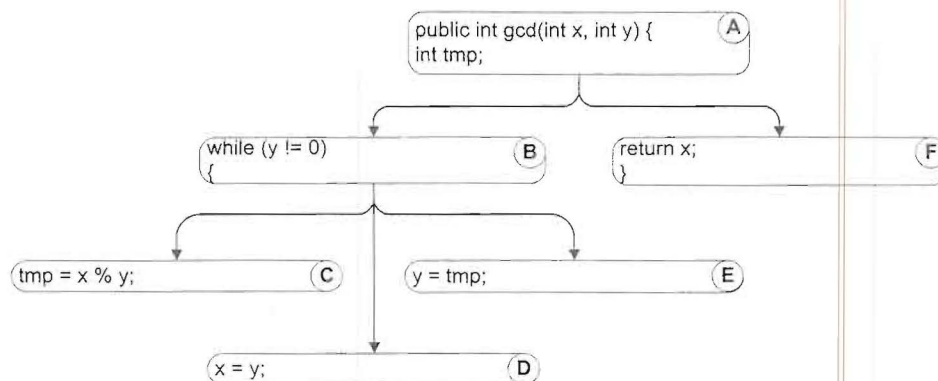 public int gcd(int x, int y) {
int tmp;
A
while (y != 0)
{
B
return x;
}
F
tmp = x % y;
C
y = tmp;
E
x = y;
D